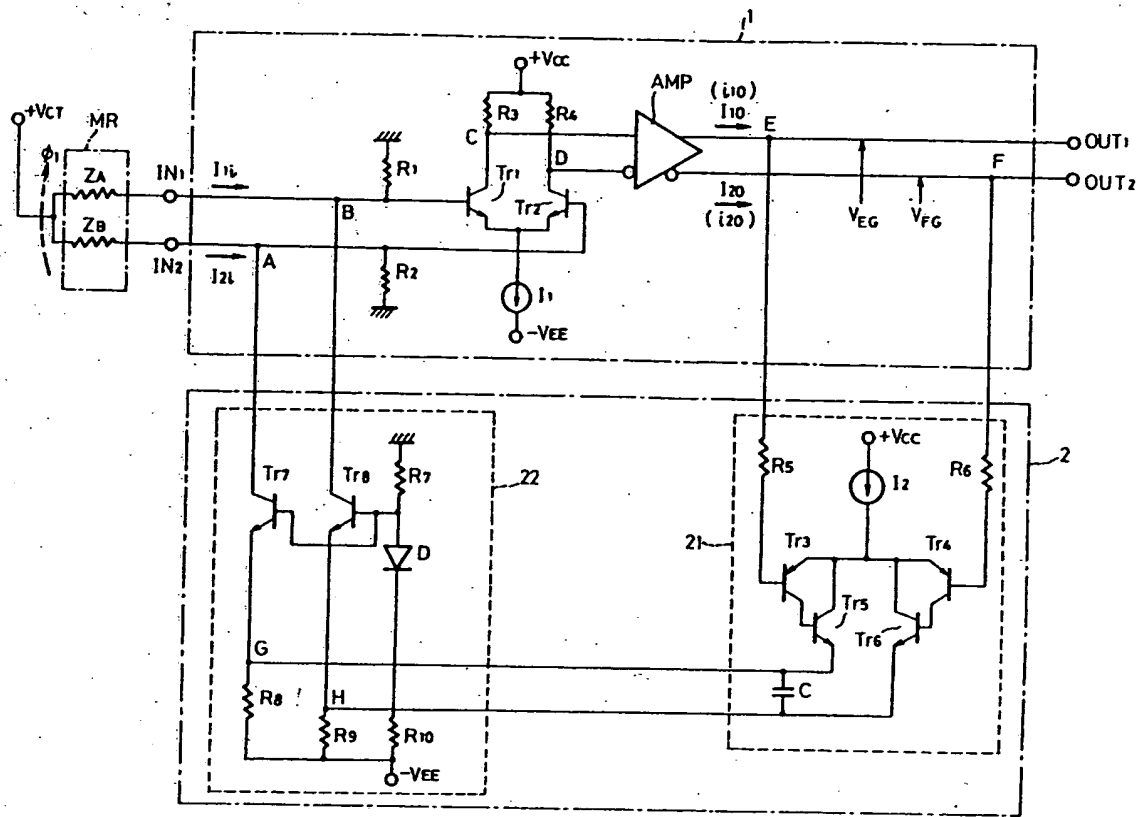 1
+VCC
AMP
(i10)
I10
E
+VCT
MR
R3
R4
C
OUT1
F
ϕ1
ZA
IN1
I1i
R1
D
Tr1
Tr2
I20
(i20)
VEG
VFG
OUT2
B
ZB
IN2
I2i
A
R2
I1
-VEE
2
+VCC
R5
I2
R6
Tr7
Tr8
R7
22
D
21
Tr3
Tr4
Tr5
Tr6
G
C
R8
H
R9
R10
-VEE